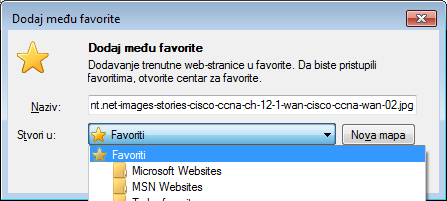 Dodaj među favorite
Dodaj među favorite
Dodavanje trenutne web-stranice u favorite. Da biste pristupili
favoritima, otvorite centar za favorite.
Naziv: nt.net-images-stories-cisco-ccna-ch-12-1-wan-cisco-ccna-wan-02.jpg
Stvori u: Favoriti Nova mapa
Favoriti
Microsoft Websites
MSN Websites